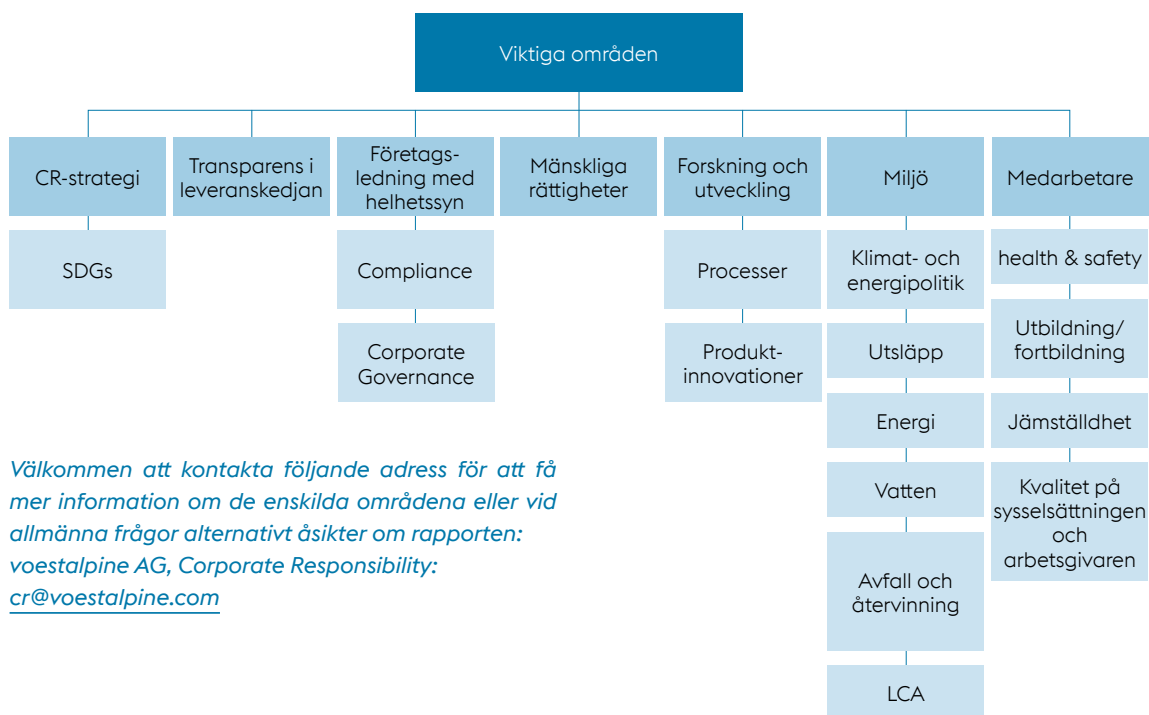 Viktiga områden
CR-strategi
Transparens i
leveranskedjan
Företags-
ledning med
helhetssyn
Mänskliga
rättigheter
Forskning och
utveckling
Miljö
Medarbetare
SDGs
Compliance
Corporate
Governance
Processer
Produkt-
innovationer
Klimat- och
energipolitik
Utsläpp
Energi
Vatten
Avfall och
återvinning
LCA
health & safety
Utbildning/
fortbildning
Jämställdhet
Kvalitet på
sysselsättningen
och
arbetsgivaren
Välkommen att kontakta följande adress för att få
mer information om de enskilda områdena eller vid
allmänna frågor alternativt åsikter om rapporten:
voestalpine AG, Corporate Responsibility:
cr@voestalpine.com